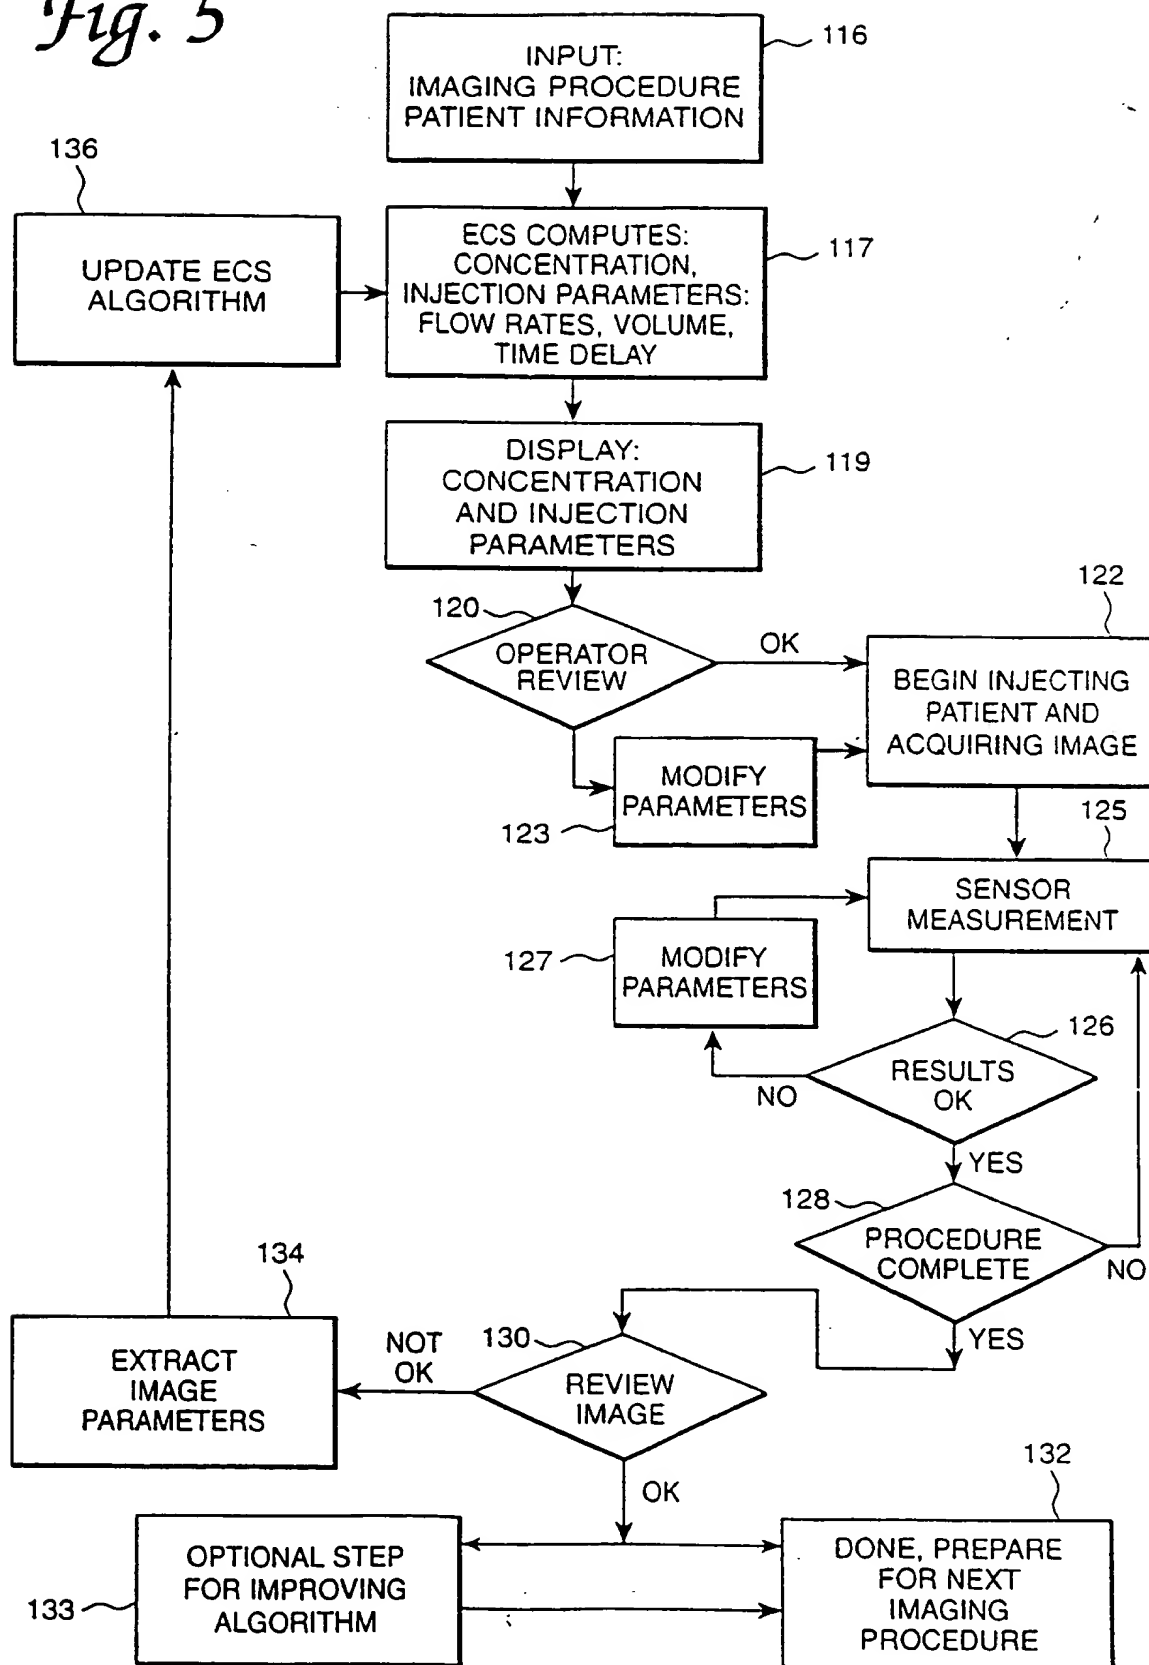 Fig. 5
INPUT:
IMAGING PROCEDURE
PATIENT INFORMATION
116
136
UPDATE ECS
ALGORITHM
ECS COMPUTES:
CONCENTRATION,
INJECTION PARAMETERS:
FLOW RATES, VOLUME,
TIME DELAY
117
DISPLAY:
CONCENTRATION
AND INJECTION
PARAMETERS
119
120
OPERATOR
REVIEW
OK
122
BEGIN INJECTING
PATIENT AND
ACQUIRING IMAGE
MODIFY
PARAMETERS
123
125
SENSOR
MEASUREMENT
127
MODIFY
PARAMETERS
126
RESULTS
OK
NO
YES
128
PROCEDURE
COMPLETE
NO
YES
134
EXTRACT
IMAGE
PARAMETERS
NOT
OK
130
REVIEW
IMAGE
OK
132
OPTIONAL STEP
FOR IMPROVING
ALGORITHM
133
DONE, PREPARE
FOR NEXT
IMAGING
PROCEDURE